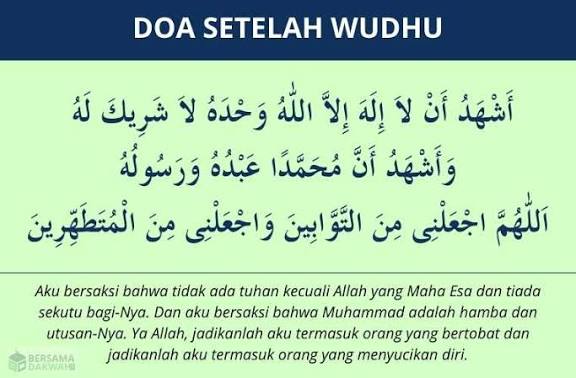 DOA SETELAH WUDHU
أَشْهَدُ أَنْ لاَ إِلَهَ إِلاَّ اللّٰهُ وَحْدَهُ لاَ شَرِيكَ لَهُ
وَأَشْهَدُ أَنَّ مُحَمَّدًا عَبْدُهُ وَرَسُولُهُ
اَللّٰهُمَّ اجْعَلْنِى مِنَ التَّوَّابِينَ وَاجْعَلْنِى مِنَ الْمُتَطَهِّرِينَ
Aku bersaksi bahwa tidak ada tuhan kecuali Allah yang Maha Esa dan tiada
sekutu bagi-Nya. Dan aku bersaksi bahwa Muhammad adalah hamba dan
utusan-Nya. Ya Allah, jadikanlah aku termasuk orang yang bertobat dan
jadikanlah aku termasuk orang yang menyucikan diri.
BERSAMA
DAKWAH